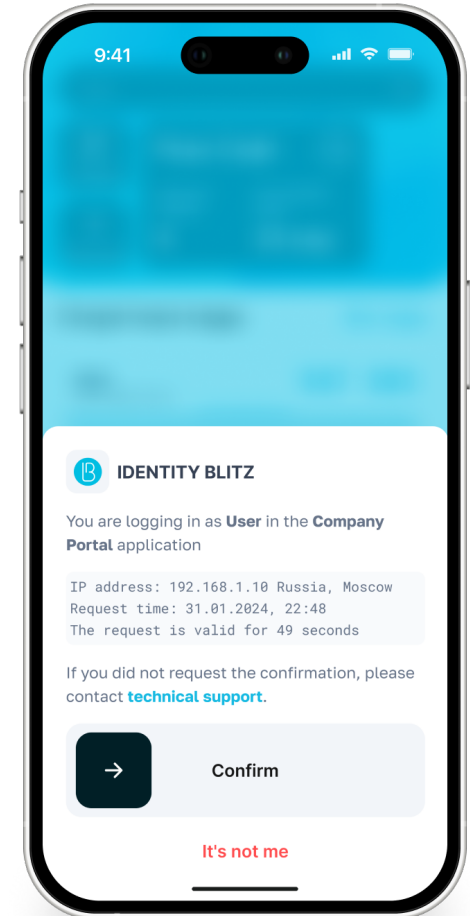 9:41
IDENTITY BLITZ
You are logging in as User in the Company
Portal application
IP address: 192.168.1.10 Russia, Moscow
Request time: 31.01.2024, 22:48
The request is valid for 49 seconds
If you did not request the confirmation, please
contact technical support.
Confirm
It's not me